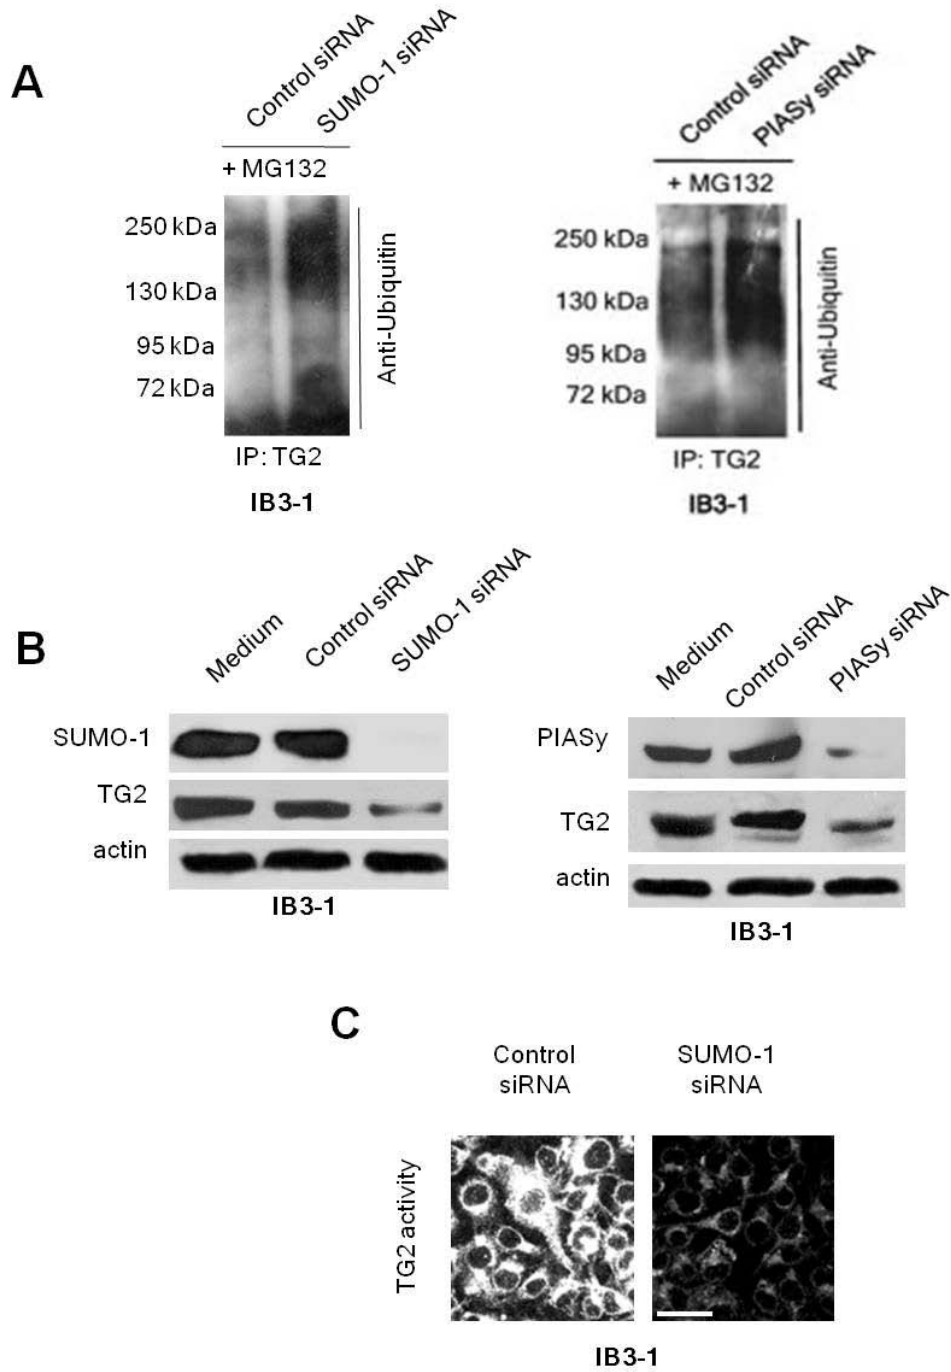 A
Control siRNA
SUMO-1 siRNA
+ MG132
250 kDa
130 kDa
95 kDa
72 kDa
Anti-Ubiquitin
IP: TG2
IB3-1
Control siRNA
PIASy siRNA
+ MG132
250 kDa
130 kDa
95 kDa
72 kDa
Anti-Ubiquitin
IP: TG2
IB3-1
B
Medium
Control siRNA
SUMO-1 siRNA
SUMO-1
TG2
actin
IB3-1
Medium
Control siRNA
PIASy siRNA
PIASy
TG2
actin
IB3-1
C
Control
siRNA
SUMO-1
siRNA
TG2 activity
IB3-1